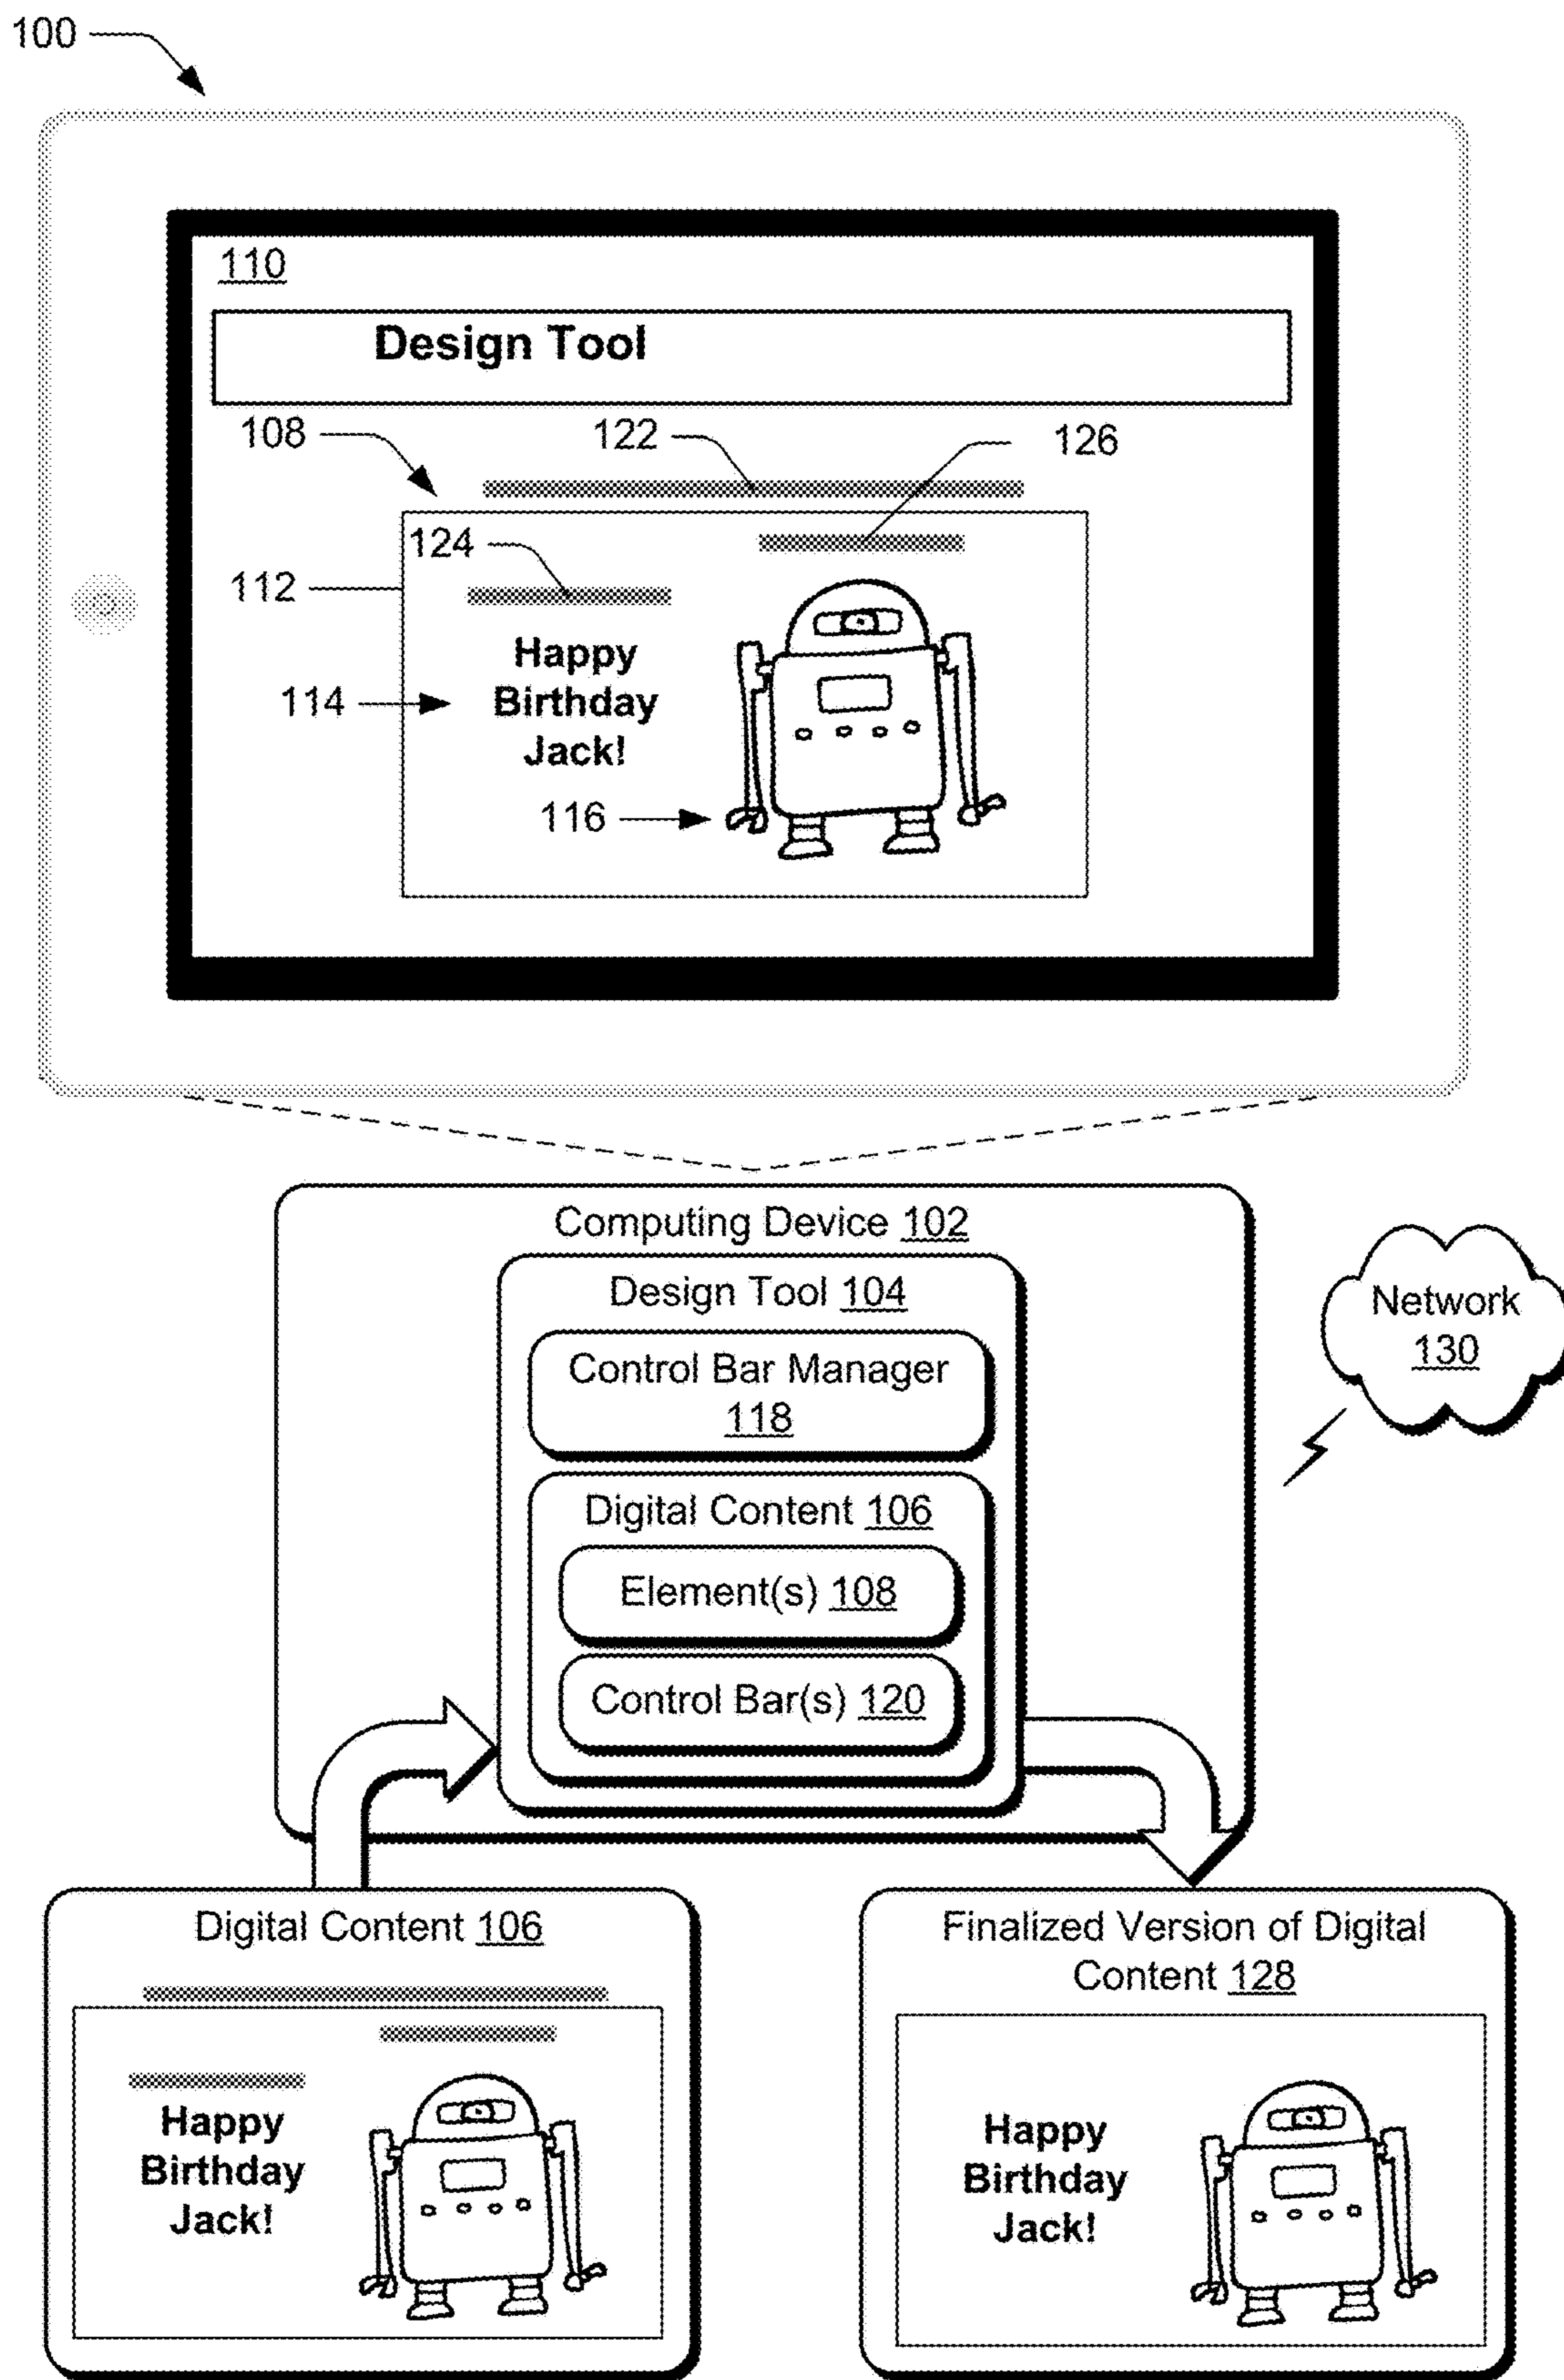 100
110
Design Tool
108
122
126
124
112
Happy
Birthday
Jack!
114
116
Computing Device 102
Design Tool 104
Control Bar Manager
118
Digital Content 106
Element(s) 108
Control Bar(s) 120
Network
130
Digital Content 106
Happy
Birthday
Jack!
Finalized Version of Digital
Content 128
Happy
Birthday
Jack!